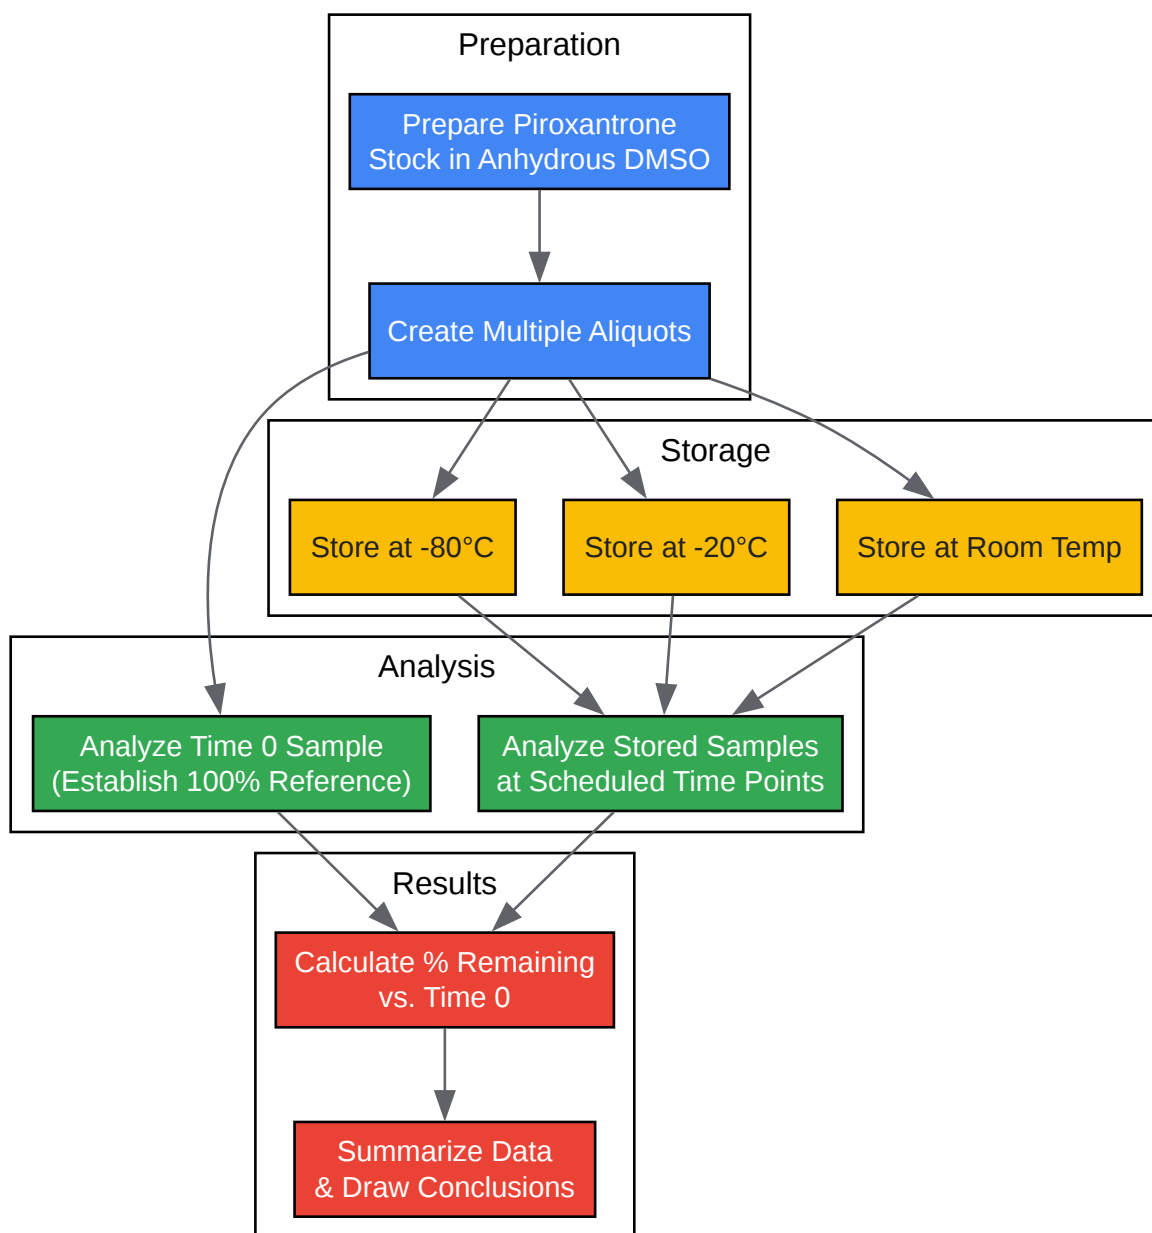 Preparation
Prepare Piroxantrone
Stock in Anhydrous DMSO
Create Multiple Aliquots
Storage
Store at -80°C
Store at -20°C
Store at Room Temp
Analysis
Analyze Time 0 Sample
(Establish 100% Reference)
Analyze Stored Samples
at Scheduled Time Points
Results
Calculate % Remaining
vs. Time 0
Summarize Data
& Draw Conclusions